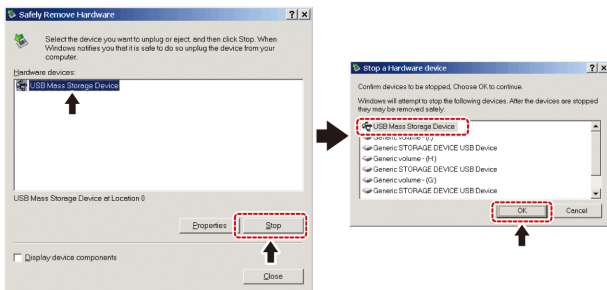 Safely Remove Hardware
Select the device you want to unplug or eject, and then click Stop. When
Windows notifies you that it is safe to do so unplug the device from your
computer.
Hardware devices:
USB Mass Storage Device
USB Mass Storage Device at Location 0
Properties
Stop
Display device components
Close
Stop a Hardware device
Confirm devices to be stopped, Choose OK to continue.
Windows will attempt to stop the following devices. After the devices are stopped
they may be removed safely.
USB Mass Storage Device
Generic volume - (I:)
Generic STORAGE DEVICE USB Device
Generic volume - (H:)
Generic STORAGE DEVICE USB Device
Generic volume - (G:)
Generic STORAGE DEVICE USB Device
OK
Cancel